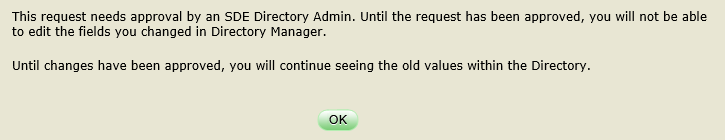 This request needs approval by an SDE Directory Admin. Until the request has been approved, you will not be able
to edit the fields you changed in Directory Manager.
Until changes have been approved, you will continue seeing the old values within the Directory.
OK